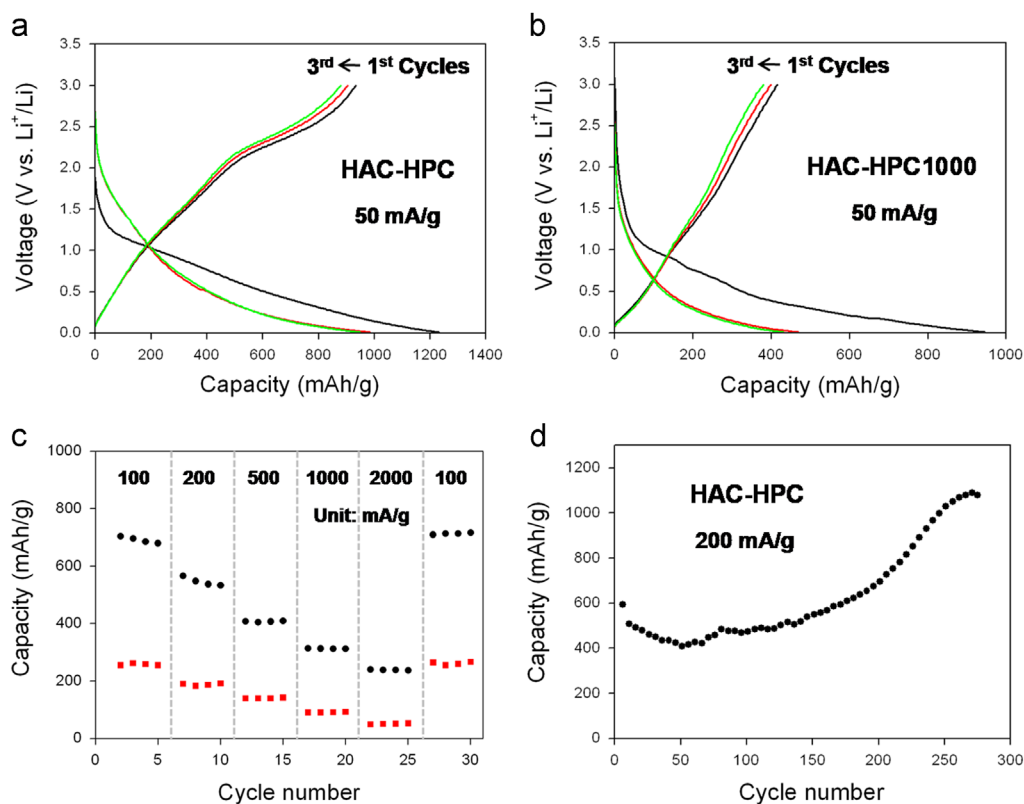 a
3.5
3.0
2.5
2.0
1.5
1.0
0.5
0.0
Voltage (V vs. Li⁺/Li)
3ʳᵈ ← 1ˢᵗ Cycles
HAC-HPC
50 mA/g
0 200 400 600 800 1000 1200 1400
Capacity (mAh/g)
b
3.5
3.0
2.5
2.0
1.5
1.0
0.5
0.0
Voltage (V vs. Li⁺/Li)
3ʳᵈ ← 1ˢᵗ Cycles
HAC-HPC1000
50 mA/g
0 200 400 600 800 1000
Capacity (mAh/g)
c
1000
800
600
400
200
0
Capacity (mAh/g)
100 200 500 1000 2000 100
Unit: mA/g
0 5 10 15 20 25 30
Cycle number
d
1200
1000
800
600
400
200
0
Capacity (mAh/g)
HAC-HPC
200 mA/g
0 50 100 150 200 250 300
Cycle number